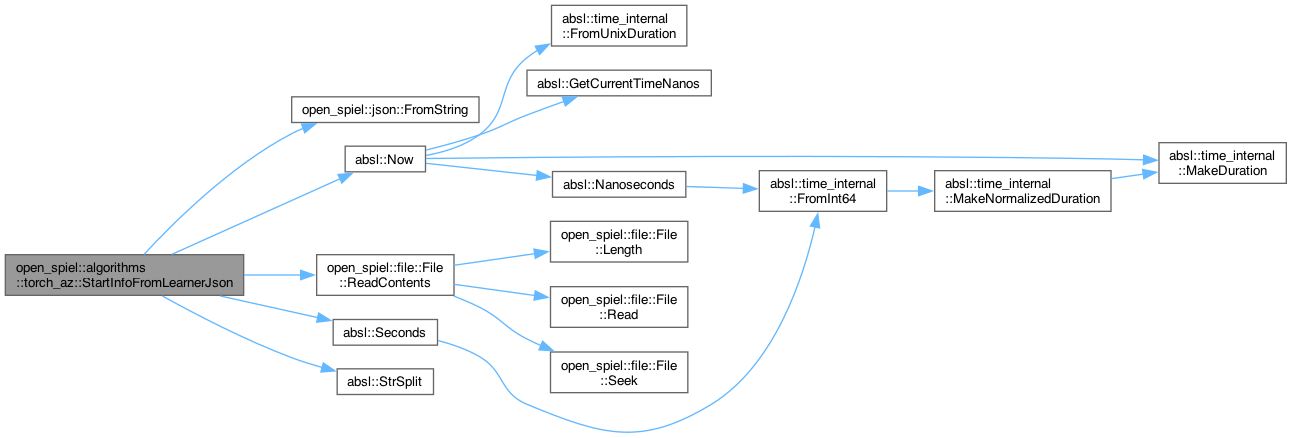 absl::time_internal
::FromUnixDuration
absl::GetCurrentTimeNanos
open_spiel::json::FromString
absl::Now
absl::time_internal
::MakeDuration
absl::Nanoseconds
absl::time_internal
::FromInt64
absl::time_internal
::MakeNormalizedDuration
open_spiel::file::File
::Length
open_spiel::algorithms
::torch_az::StartInfoFromLearnerJson
open_spiel::file::File
::ReadContents
open_spiel::file::File
::Read
absl::Seconds
open_spiel::file::File
::Seek
absl::StrSplit